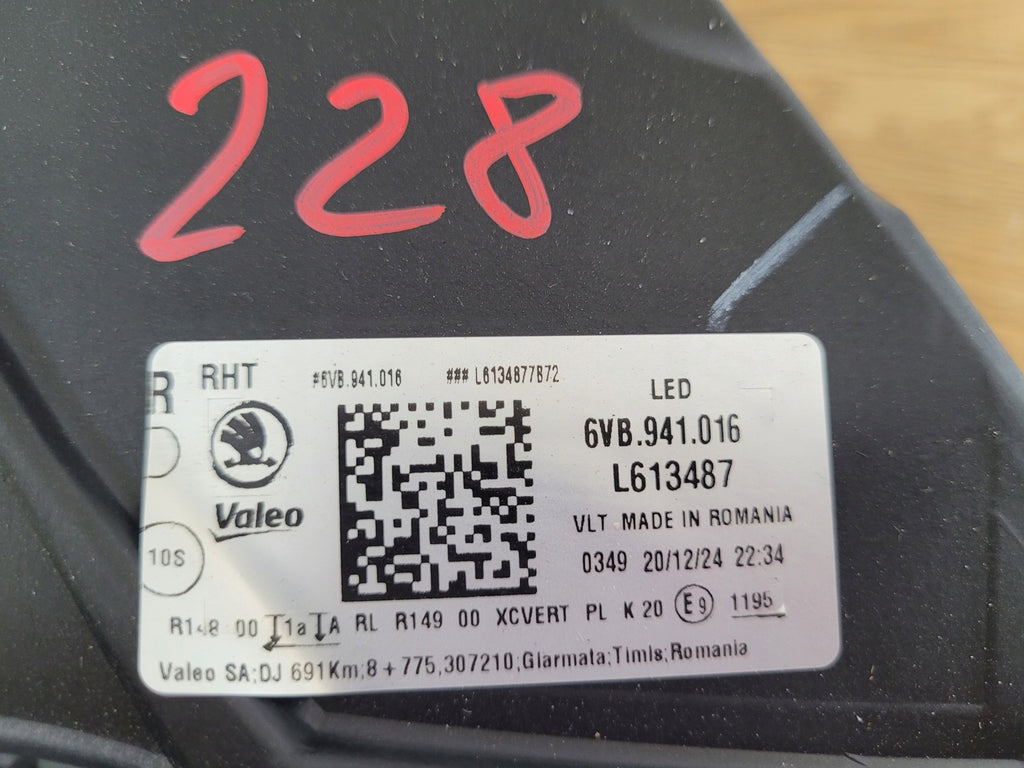 228
R RHT #6VB.941.016 ### L6134877B72
LED
6VB.941.016
L613487
Valeo
VLT MADE IN ROMANIA
10S
0349 20/12/24 22:34
R148 00 1a A RL R149 00 XCVERT PL K 20 E9 1195
Valeo SA;DJ 691Km;8+775,307210,Giarmata;Timis;Romania